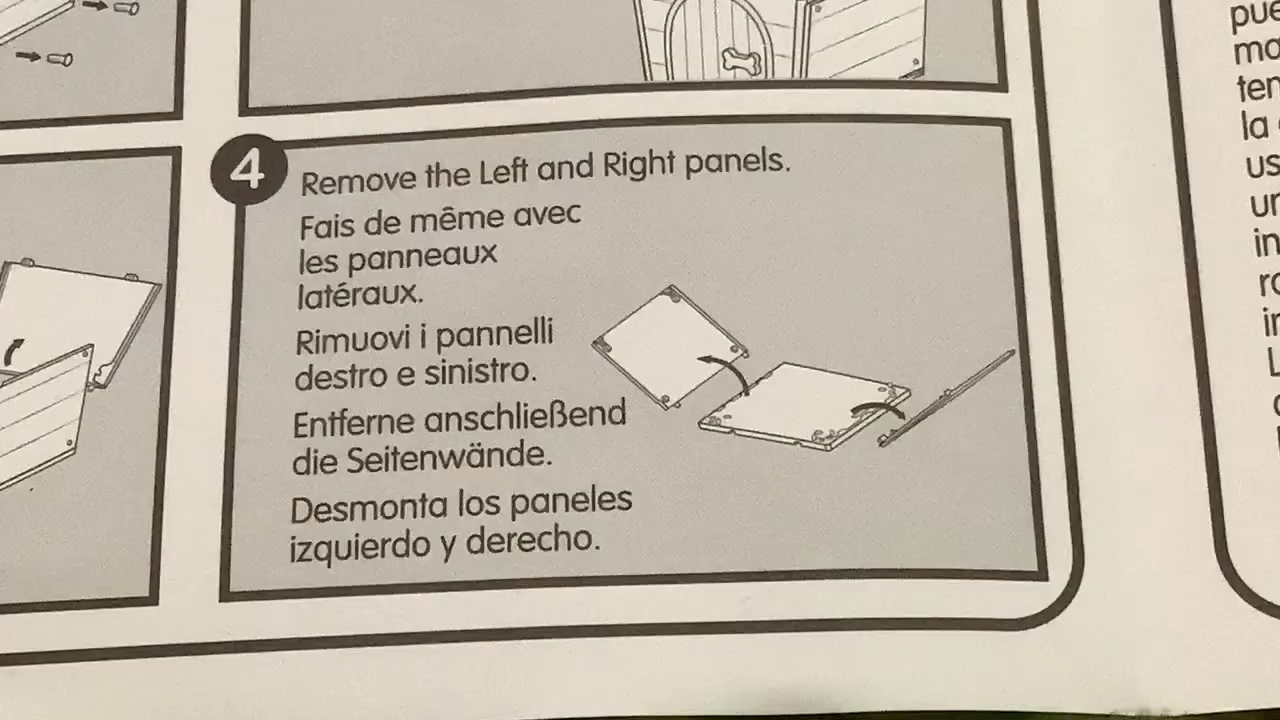 4
Remove the Left and Right panels.
Fais de même avec
les panneaux
latéraux.
Rimuovi i pannelli
destro e sinistro.
Entferne anschließend
die Seitenwände.
Desmonta los paneles
izquierdo y derecho.
la